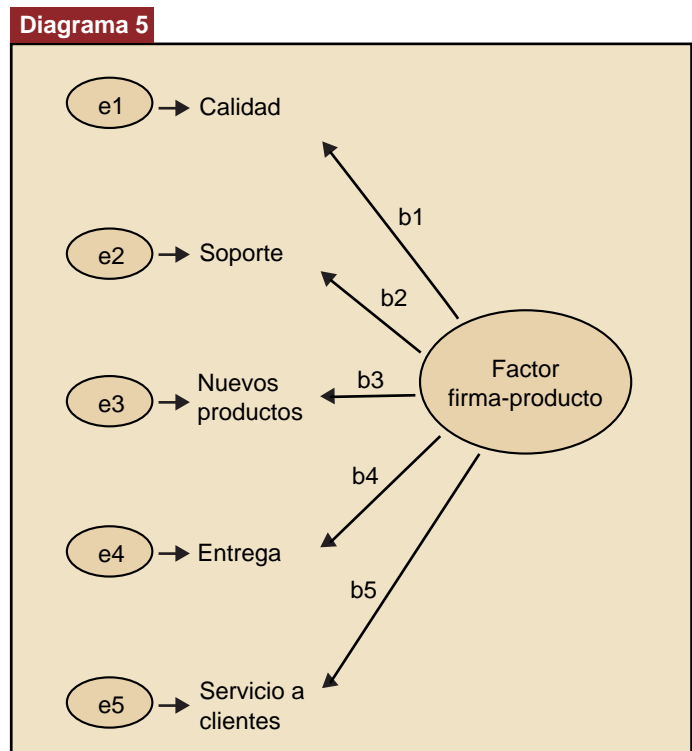 Diagrama 5
e1
Calidad
b1
e2
Soporte
b2
e3
Nuevos
productos
b3
Factor
firma-producto
b4
e4
Entrega
b5
e5
Servicio a
clientes